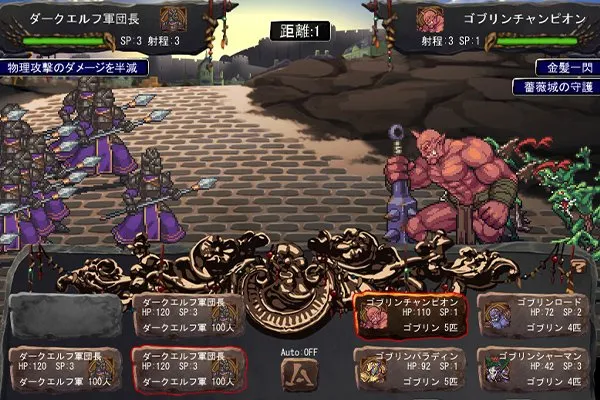 ダークエルフ軍団長
SP:3 射程:3
距離:1
ゴブリンチャンピオン
射程:3 SP:1
物理攻撃のダメージを半減
金髪一閃
薔薇城の守護
?
ダークエルフ軍団長
HP:120 SP:3
ダークエルフ軍 100人
ゴブリンチャンピオン
HP:110 SP:1
ゴブリン 5匹
ゴブリンロード
HP:72 SP:2
ゴブリン 4匹
Auto:OFF
A
ダークエルフ軍団長
HP:120 SP:3
ダークエルフ軍 100人
ダークエルフ軍団長
HP:120 SP:3
ダークエルフ軍 100人
ゴブリンパラディン
HP:92 SP:1
ゴブリン 5匹
ゴブリンシャーマン
HP:42 SP:3
ゴブリン 4匹